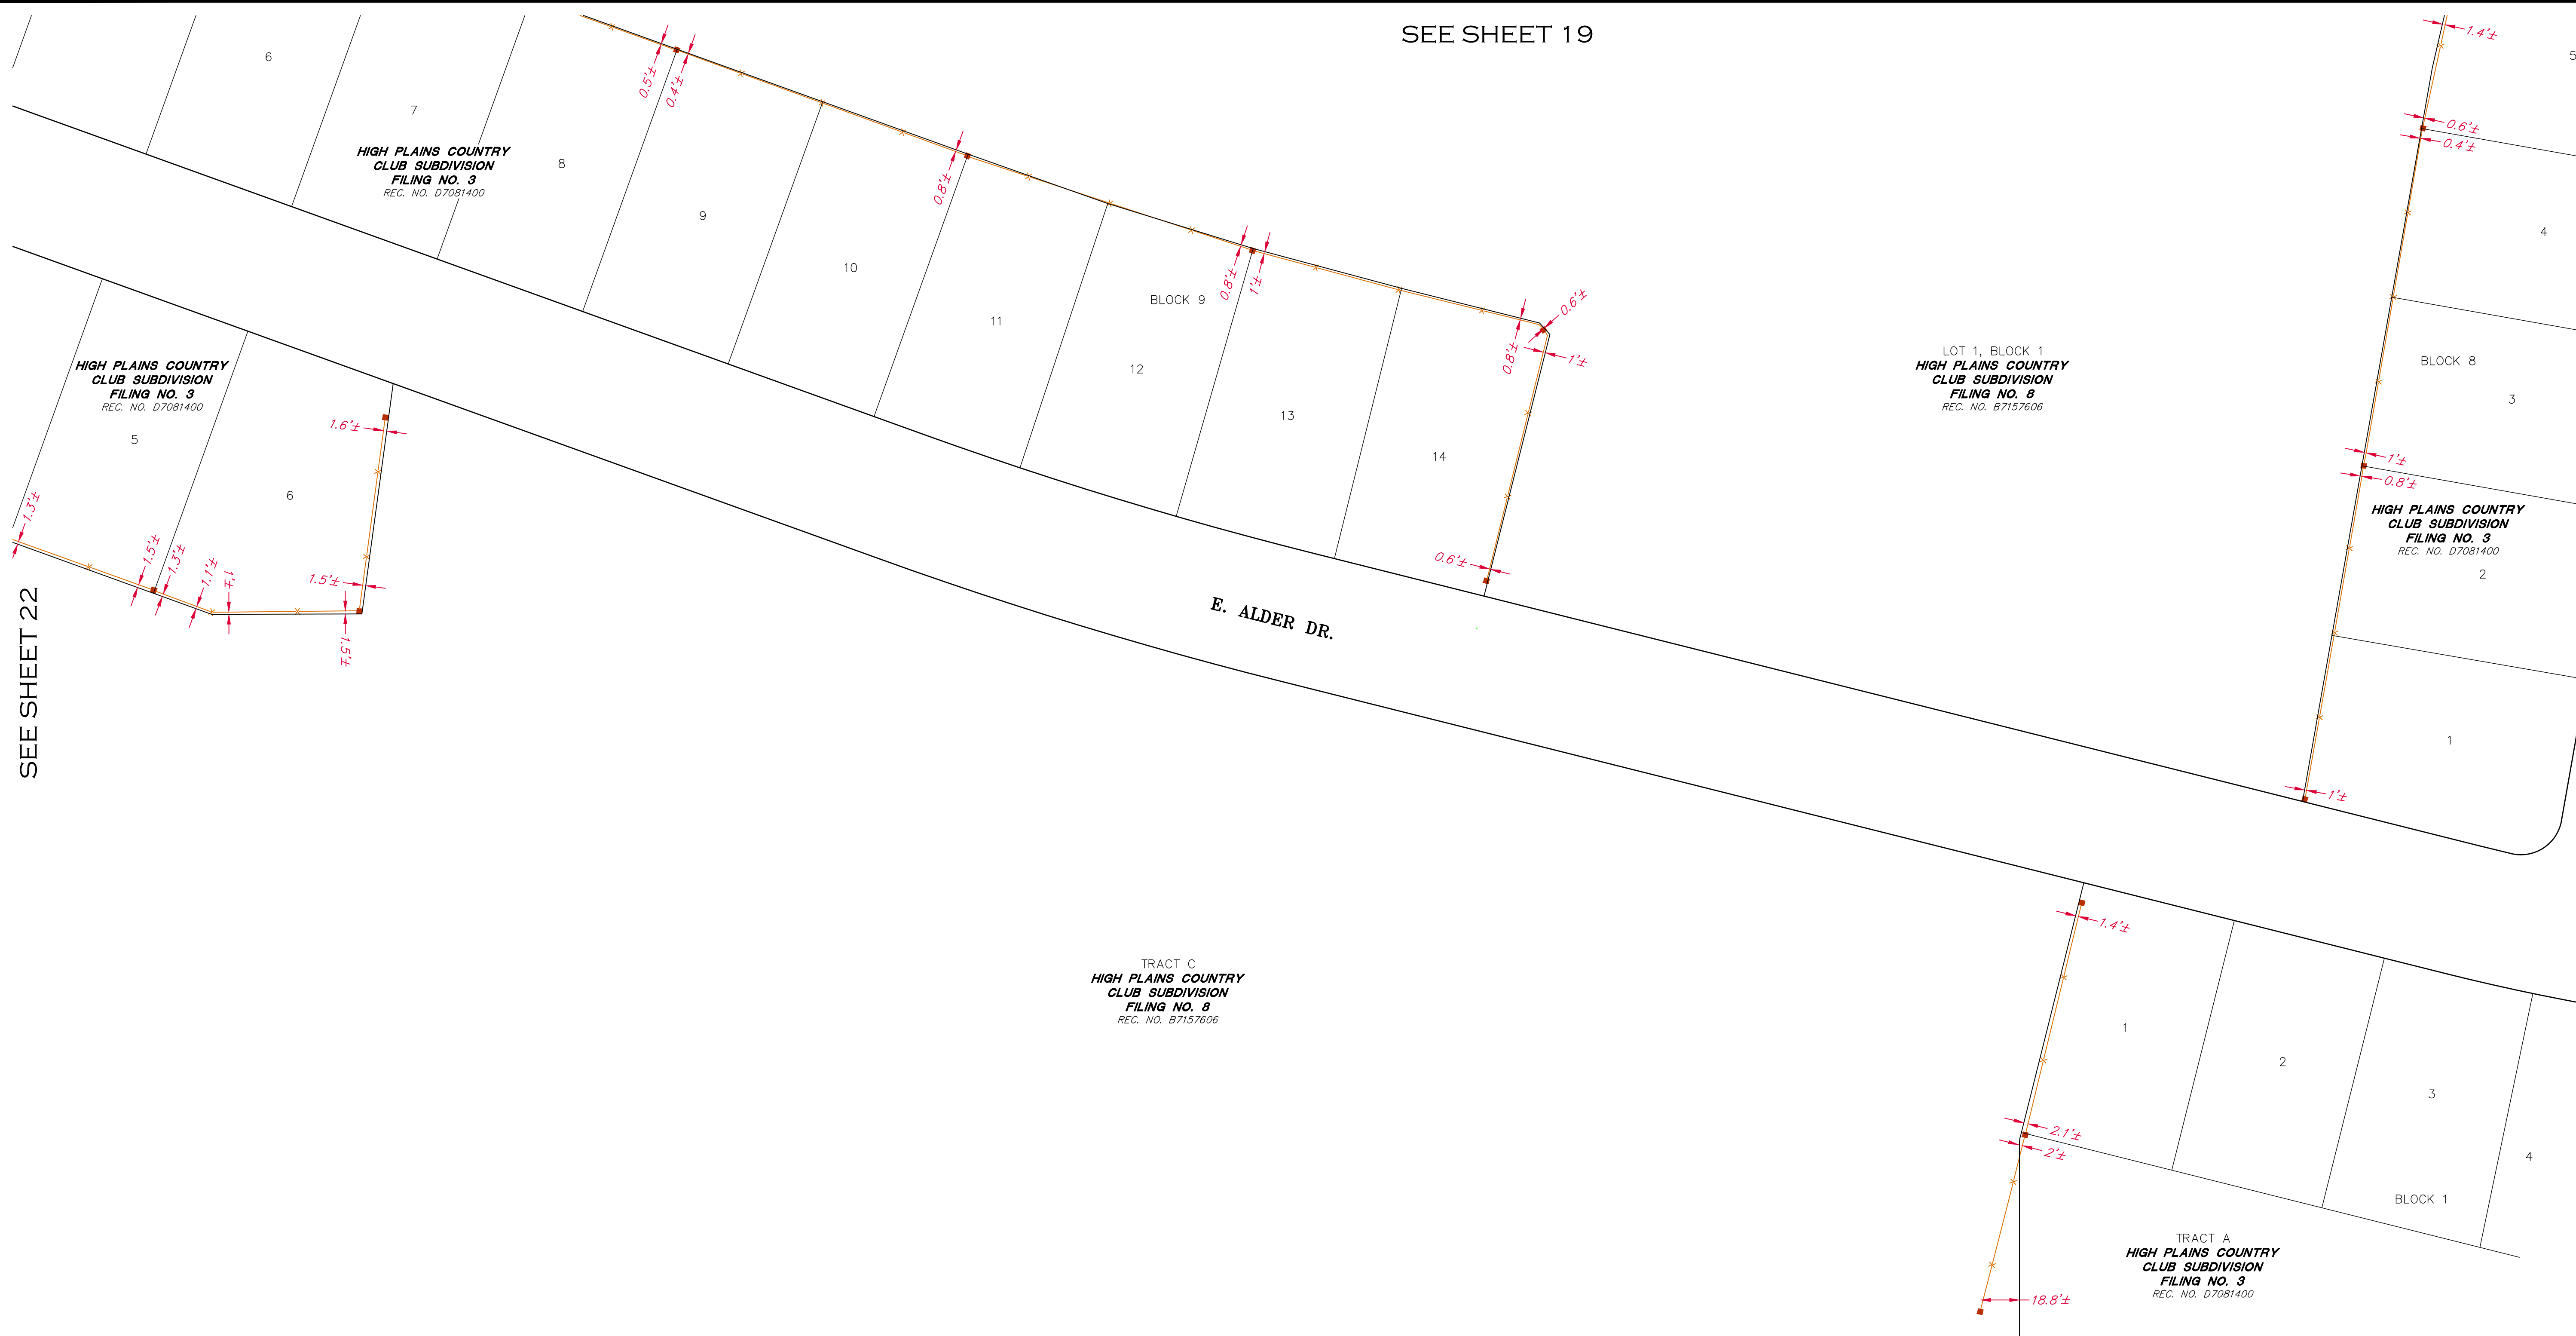 SEE SHEET 19
SEE SHEET 22
6
7
8
9
10
11
12
13
14
BLOCK 9
HIGH PLAINS COUNTRY
CLUB SUBDIVISION
FILING NO. 3
REC. NO. D7081400
0.5'±
0.4'±
0.8'±
0.8'±
1'±
0.8'±
0.6'±
1'±
0.6'±
HIGH PLAINS COUNTRY
CLUB SUBDIVISION
FILING NO. 3
REC. NO. D7081400
5
6
1.3'±
1.5'±
1.3'±
1.1'±
1'±
1.5'±
1.5'±
1.6'±
E. ALDER DR.
LOT 1, BLOCK 1
HIGH PLAINS COUNTRY
CLUB SUBDIVISION
FILING NO. 8
REC. NO. B7157606
1.4'±
5
0.6'±
0.4'±
4
BLOCK 8
3
1'±
0.8'±
HIGH PLAINS COUNTRY
CLUB SUBDIVISION
FILING NO. 3
REC. NO. D7081400
2
1
1'±
TRACT C
HIGH PLAINS COUNTRY
CLUB SUBDIVISION
FILING NO. 8
REC. NO. B7157606
1.4'±
1
2
3
4
2.1'±
2'±
BLOCK 1
TRACT A
HIGH PLAINS COUNTRY
CLUB SUBDIVISION
FILING NO. 3
REC. NO. D7081400
18.8'±